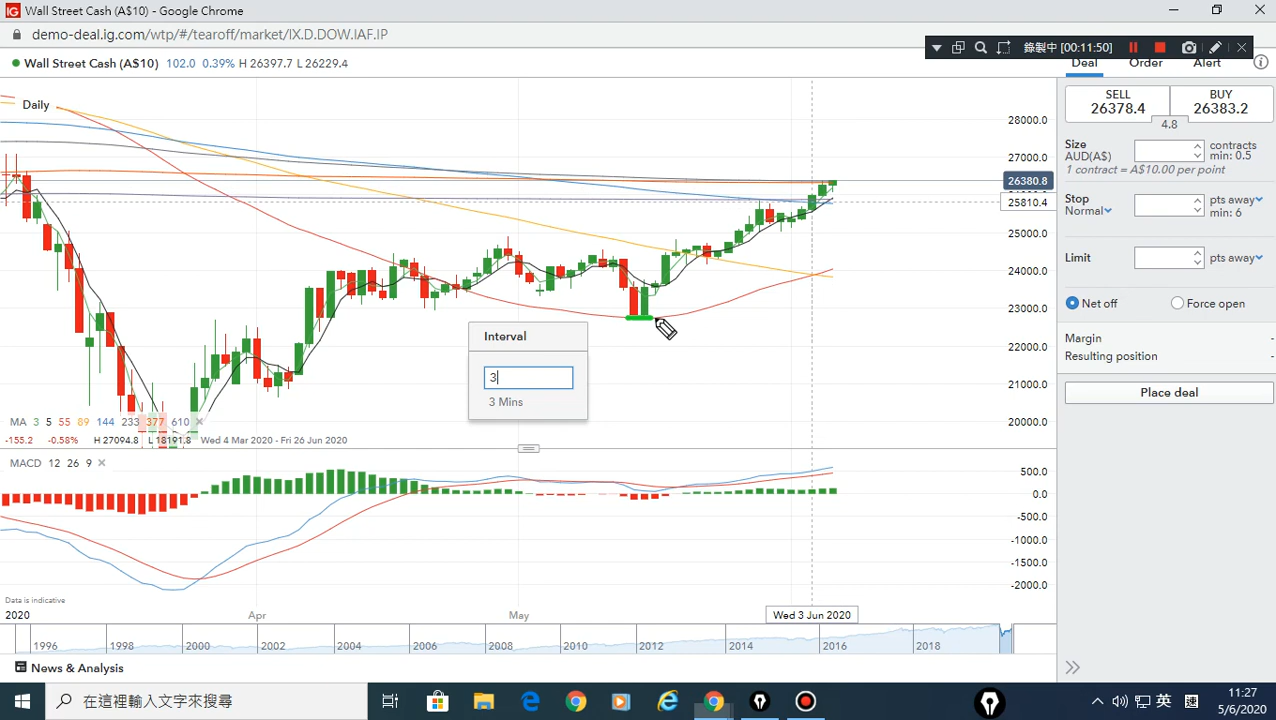 IG Wall Street Cash (A$10) - Google Chrome
demo-deal.ig.com/wtp/#/tearoff/market/IX.D.DOW.IAF.IP
錄製中 [00:11:50]
Wall Street Cash (A$10) 102.0 0.39% H 26397.7 L 26229.4
Deal Order Alert
Daily
28000.0
27000.0
26380.8
25810.4
25000.0
24000.0
23000.0
22000.0
21000.0
20000.0
Interval
3
3 Mins
MA 3 5 55 89 144 233 377 610
-155.2 -0.58% H 27094.8 L 18191.8 Wed 4 Mar 2020 - Fri 26 Jun 2020
MACD 12 26 9
500.0
0.0
-500.0
-1000.0
-1500.0
-2000.0
Data is indicative
2020 Apr May Wed 3 Jun 2020
1996 1998 2000 2002 2004 2006 2008 2010 2012 2014 2016 2018
News & Analysis
SELL
26378.4
BUY
26383.2
4.8
Size
AUD(A$)
contracts
min: 0.5
1 contract = A$10.00 per point
Stop
Normal
pts away
min: 6
Limit
pts away
Net off
Force open
Margin -
Resulting position -
Place deal
在這裡輸入文字來搜尋
英
11:27
5/6/2020